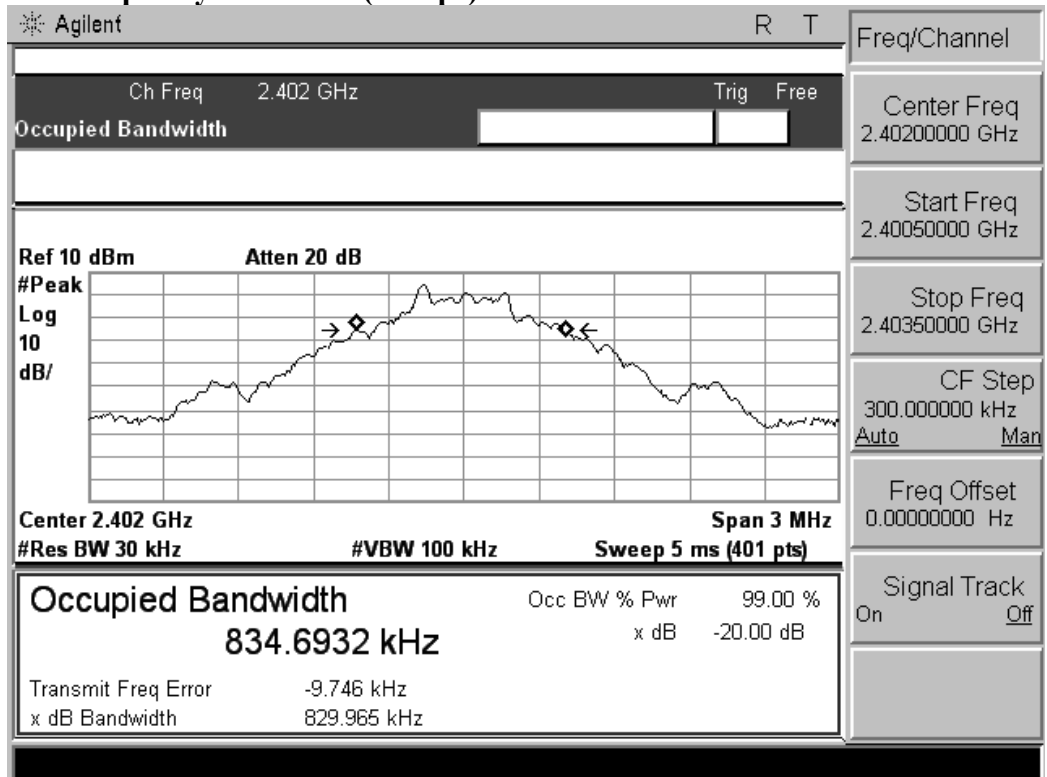 Agilent
R T
Ch Freq 2.402 GHz Trig Free
Occupied Bandwidth
Ref 10 dBm Atten 20 dB
#Peak
Log
10
dB/
Center 2.402 GHz Span 3 MHz
#Res BW 30 kHz #VBW 100 kHz Sweep 5 ms (401 pts)
Occupied Bandwidth
834.6932 kHz
Occ BW % Pwr 99.00 %
x dB -20.00 dB
Transmit Freq Error -9.746 kHz
x dB Bandwidth 829.965 kHz
Freq/Channel
Center Freq
2.40200000 GHz
Start Freq
2.40050000 GHz
Stop Freq
2.40350000 GHz
CF Step
300.000000 kHz
Auto Man
Freq Offset
0.00000000 Hz
Signal Track
On Off